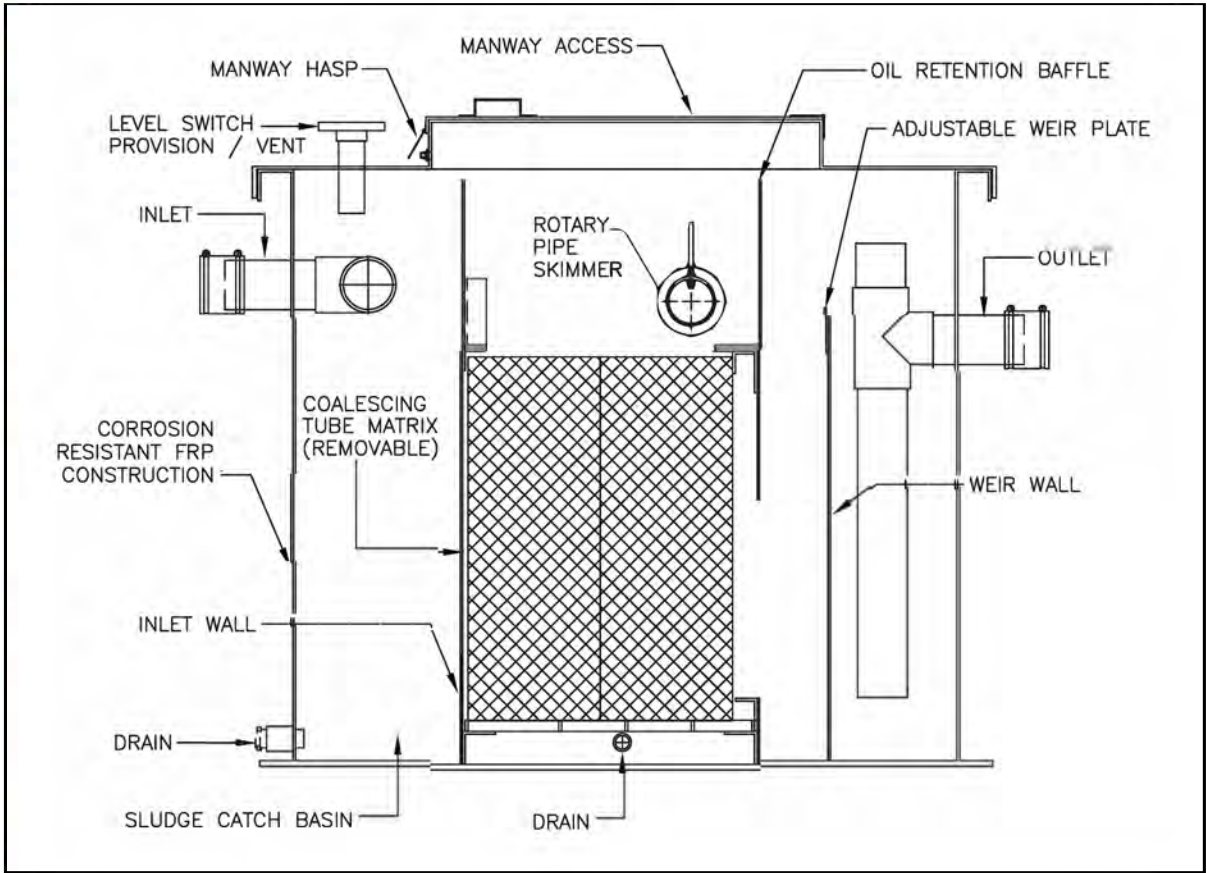 MANWAY ACCESS
MANWAY HASP
OIL RETENTION BAFFLE
LEVEL SWITCH
PROVISION / VENT
ADJUSTABLE WEIR PLATE
INLET
ROTARY
PIPE
SKIMMER
OUTLET
COALESCING
TUBE MATRIX
(REMOVABLE)
CORROSION
RESISTANT FRP
CONSTRUCTION
WEIR WALL
INLET WALL
DRAIN
SLUDGE CATCH BASIN
DRAIN